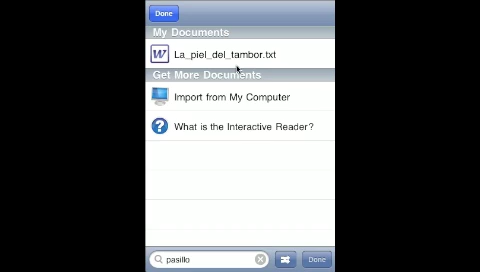 Done
My Documents
La_piel_del_tambor.txt
Get More Documents
Import from My Computer
What is the Interactive Reader?
pasillo
Done